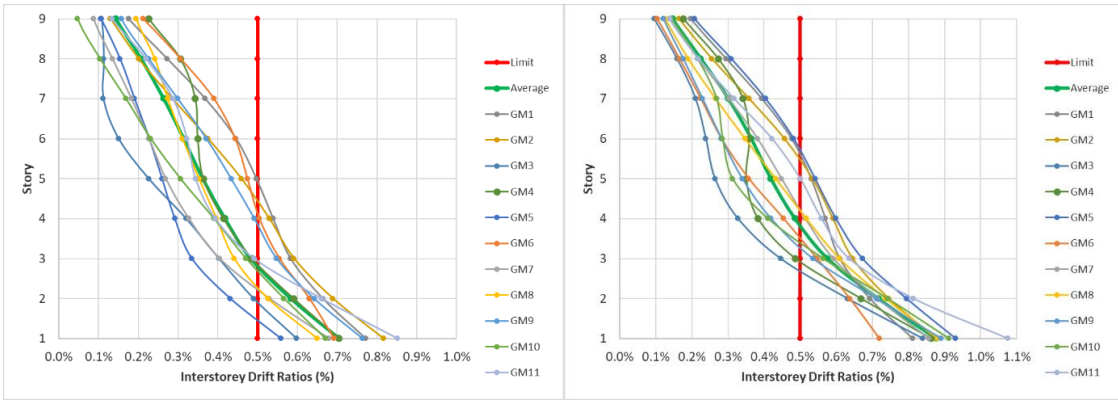 9
8
7
6
5
4
3
2
1
Story
0.0% 0.1% 0.2% 0.3% 0.4% 0.5% 0.6% 0.7% 0.8% 0.9% 1.0%
Interstorey Drift Ratios (%)
Limit
Average
GM1
GM2
GM3
GM4
GM5
GM6
GM7
GM8
GM9
GM10
GM11
9
8
7
6
5
4
3
2
1
Story
0.0% 0.1% 0.2% 0.3% 0.4% 0.5% 0.6% 0.7% 0.8% 0.9% 1.0% 1.1%
Interstorey Drift Ratios (%)
Limit
Average
GM1
GM2
GM3
GM4
GM5
GM6
GM7
GM8
GM9
GM10
GM11